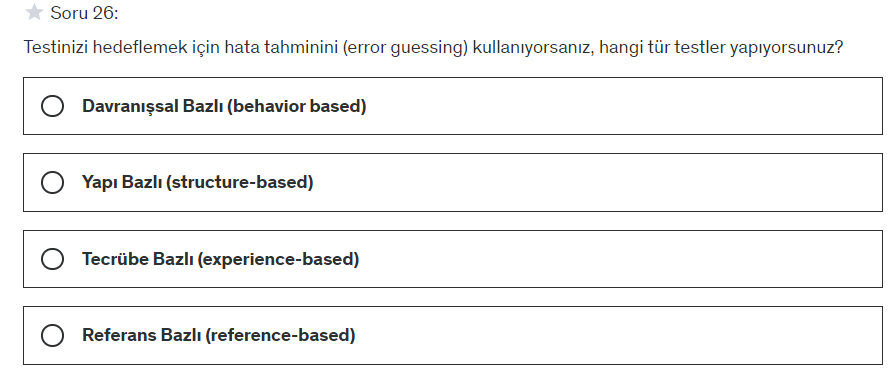 Soru 26:
Testinizi hedeflemek için hata tahminini (error guessing) kullanıyorsanız, hangi tür testler yapıyorsunuz?
Davranışsal Bazlı (behavior based)
Yapı Bazlı (structure-based)
Tecrübe Bazlı (experience-based)
Referans Bazlı (reference-based)